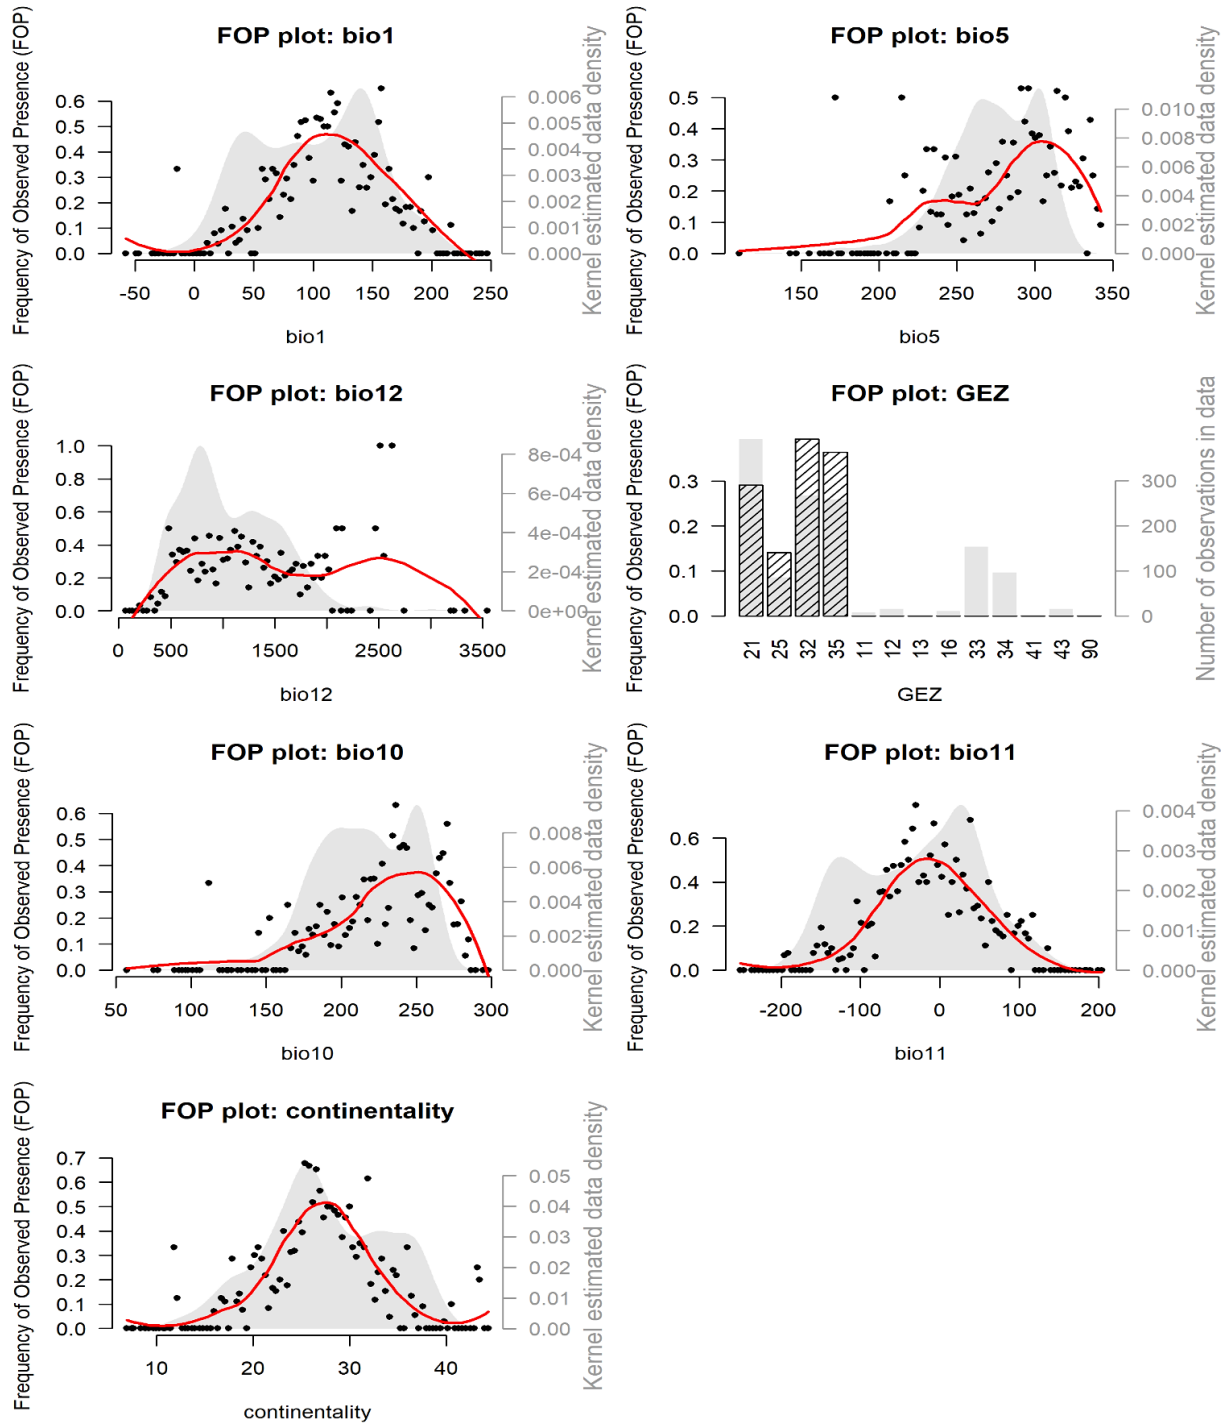 FOP plot: bio1
Frequency of Observed Presence (FOP)
0.6
0.5
0.4
0.3
0.2
0.1
0.0
0.006
0.005
0.004
0.003
0.002
0.001
0.000
Kernel estimated data density
-50 0 50 100 150 200 250
bio1
FOP plot: bio5
Frequency of Observed Presence (FOP)
0.5
0.4
0.3
0.2
0.1
0.0
0.010
0.008
0.006
0.004
0.002
0.000
Kernel estimated data density
150 200 250 300 350
bio5
FOP plot: bio12
Frequency of Observed Presence (FOP)
1.0
0.8
0.6
0.4
0.2
0.0
8e-04
6e-04
4e-04
2e-04
0e+00
Kernel estimated data density
0 500 1500 2500 3500
bio12
FOP plot: GEZ
Frequency of Observed Presence (FOP)
0.3
0.2
0.1
0.0
300
200
100
0
Number of observations in data
21 25 32 35 11 12 13 16 33 34 41 43 90
GEZ
FOP plot: bio10
Frequency of Observed Presence (FOP)
0.6
0.5
0.4
0.3
0.2
0.1
0.0
0.008
0.006
0.004
0.002
0.000
Kernel estimated data density
50 100 150 200 250 300
bio10
FOP plot: bio11
Frequency of Observed Presence (FOP)
0.6
0.4
0.2
0.0
0.004
0.003
0.002
0.001
0.000
Kernel estimated data density
-200 -100 0 100 200
bio11
FOP plot: continentality
Frequency of Observed Presence (FOP)
0.7
0.6
0.5
0.4
0.3
0.2
0.1
0.0
0.05
0.04
0.03
0.02
0.01
0.00
Kernel estimated data density
10 20 30 40
continentality